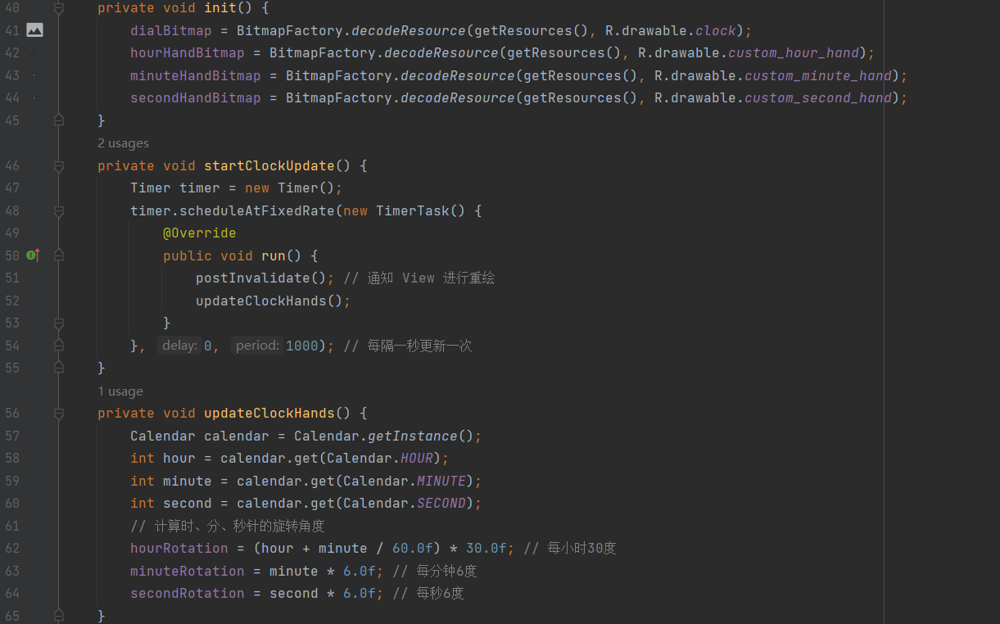 40 private void init() {
41 dialBitmap = BitmapFactory.decodeResource(getResources(), R.drawable.clock);
42 hourHandBitmap = BitmapFactory.decodeResource(getResources(), R.drawable.custom_hour_hand);
43 minuteHandBitmap = BitmapFactory.decodeResource(getResources(), R.drawable.custom_minute_hand);
44 secondHandBitmap = BitmapFactory.decodeResource(getResources(), R.drawable.custom_second_hand);
45 }
2 usages
46 private void startClockUpdate() {
47 Timer timer = new Timer();
48 timer.scheduleAtFixedRate(new TimerTask() {
49 @Override
50 public void run() {
51 postInvalidate(); // 通知 View 进行重绘
52 updateClockHands();
53 }
54 }, delay: 0, period: 1000); // 每隔一秒更新一次
55 }
1 usage
56 private void updateClockHands() {
57 Calendar calendar = Calendar.getInstance();
58 int hour = calendar.get(Calendar.HOUR);
59 int minute = calendar.get(Calendar.MINUTE);
60 int second = calendar.get(Calendar.SECOND);
61 // 计算时、分、秒针的旋转角度
62 hourRotation = (hour + minute / 60.0f) * 30.0f; // 每小时30度
63 minuteRotation = minute * 6.0f; // 每分钟6度
64 secondRotation = second * 6.0f; // 每秒6度
65 }